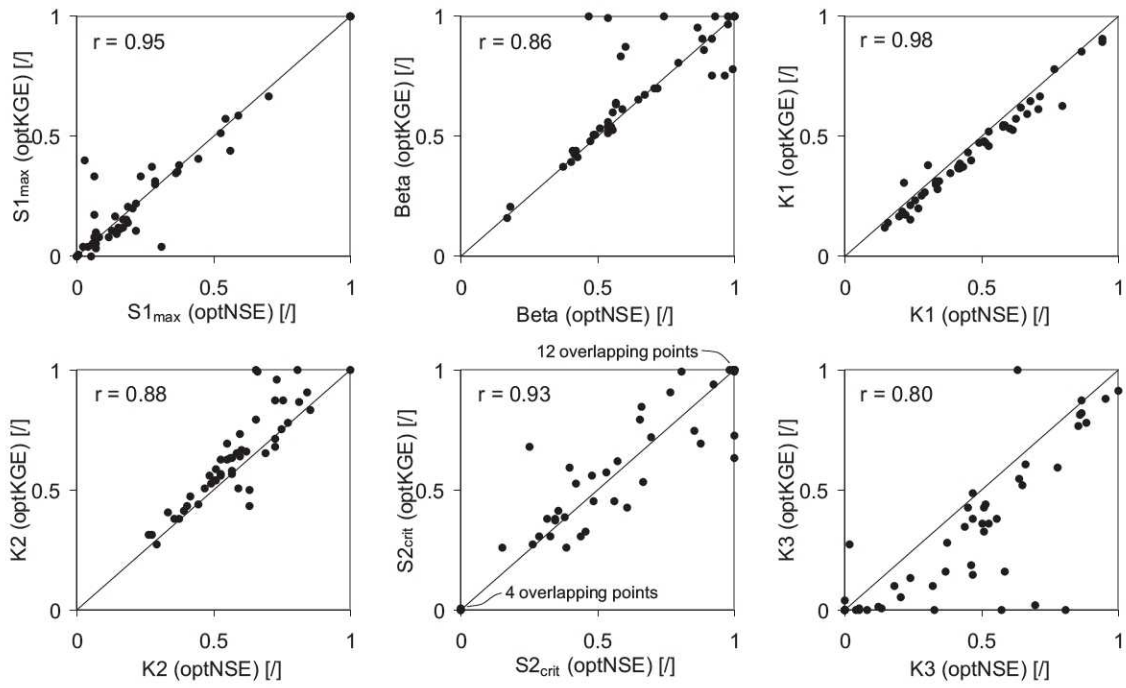 S1max (optKGE) [/]
1
0.5
0
r = 0.95
0
0.5
1
S1max (optNSE) [/]
Beta (optKGE) [/]
1
0.5
0
r = 0.86
0
0.5
1
Beta (optNSE) [/]
K1 (optKGE) [/]
1
0.5
0
r = 0.98
0
0.5
1
K1 (optNSE) [/]
K2 (optKGE) [/]
1
0.5
0
r = 0.88
0
0.5
1
K2 (optNSE) [/]
12 overlapping points
S2crit (optKGE) [/]
1
0.5
0
r = 0.93
4 overlapping points
0
0.5
1
S2crit (optNSE) [/]
K3 (optKGE) [/]
1
0.5
0
r = 0.80
0
0.5
1
K3 (optNSE) [/]